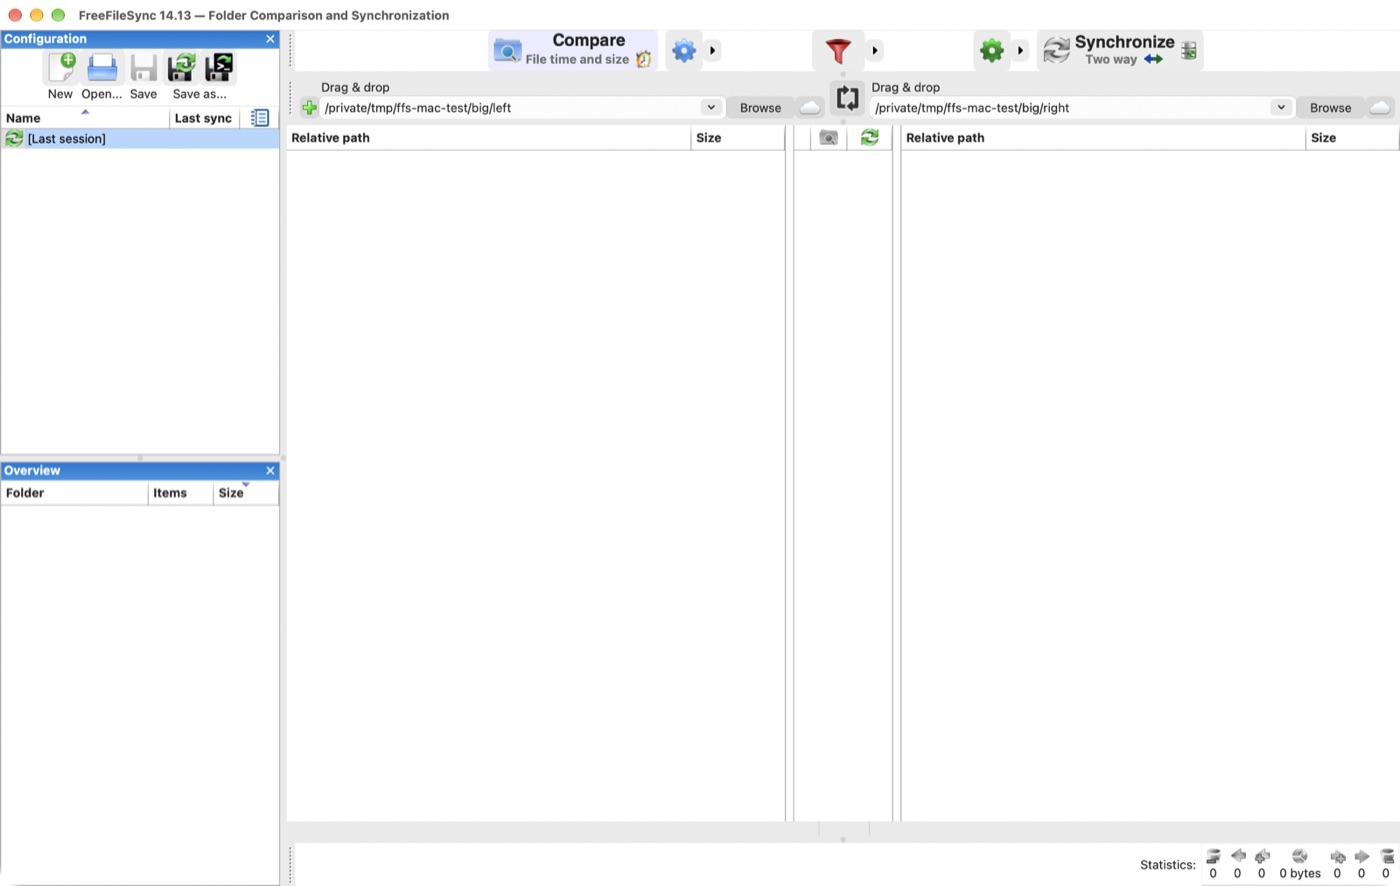 FreeFileSync 14.13 — Folder Comparison and Synchronization
Configuration
New Open... Save Save as...
Name Last sync
[Last session]
Overview
Folder Items Size
Compare
File time and size
Synchronize
Two way
Drag & drop
/private/tmp/ffs-mac-test/big/left Browse
Drag & drop
/private/tmp/ffs-mac-test/big/right Browse
Relative path Size
Relative path Size
Statistics:
0 0 0 0 bytes 0 0 0